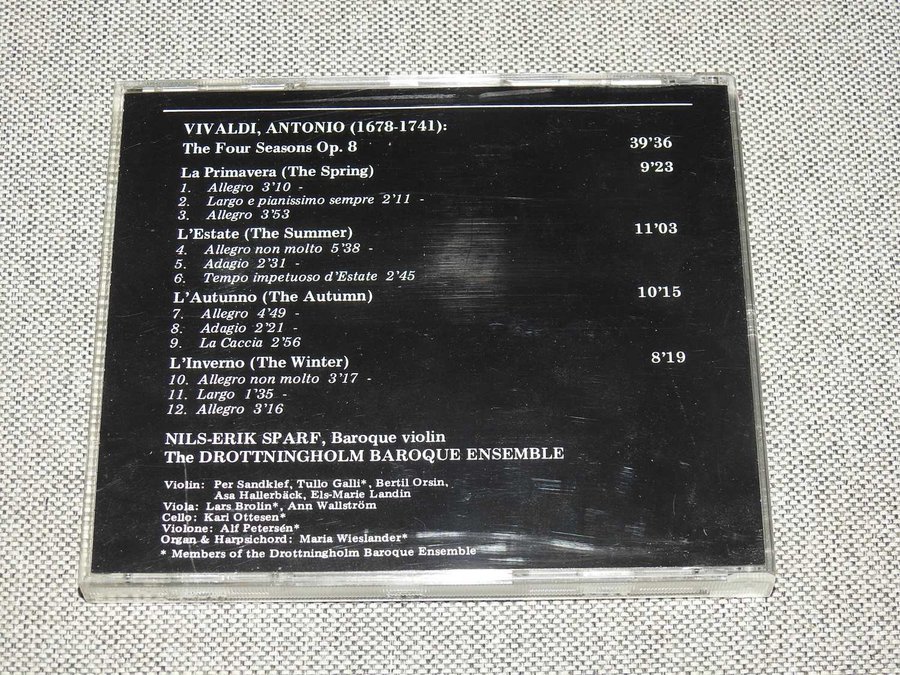 VIVALDI, ANTONIO (1678-1741):
The Four Seasons Op. 8 39'36
La Primavera (The Spring) 9'23
1. Allegro 3'10 -
2. Largo e pianissimo sempre 2'11 -
3. Allegro 3'53
L'Estate (The Summer) 11'03
4. Allegro non molto 5'38 -
5. Adagio 2'31 -
6. Tempo impetuoso d'Estate 2'45
L'Autunno (The Autumn) 10'15
7. Allegro 4'49 -
8. Adagio 2'21 -
9. La Caccia 2'56
L'Inverno (The Winter) 8'19
10. Allegro non molto 3'17 -
11. Largo 1'35 -
12. Allegro 3'16
NILS-ERIK SPARF, Baroque violin
The DROTTNINGHOLM BAROQUE ENSEMBLE
Violin: Per Sandklef, Tullo Galli*, Bertil Orsin,
Asa Hallerbäck, Els-Marie Landin
Viola: Lars Brolin*, Ann Wallström
Cello: Kari Ottesen*
Violone: Alf Petersén*
Organ & Harpsichord: Maria Wieslander*
* Members of the Drottningholm Baroque Ensemble